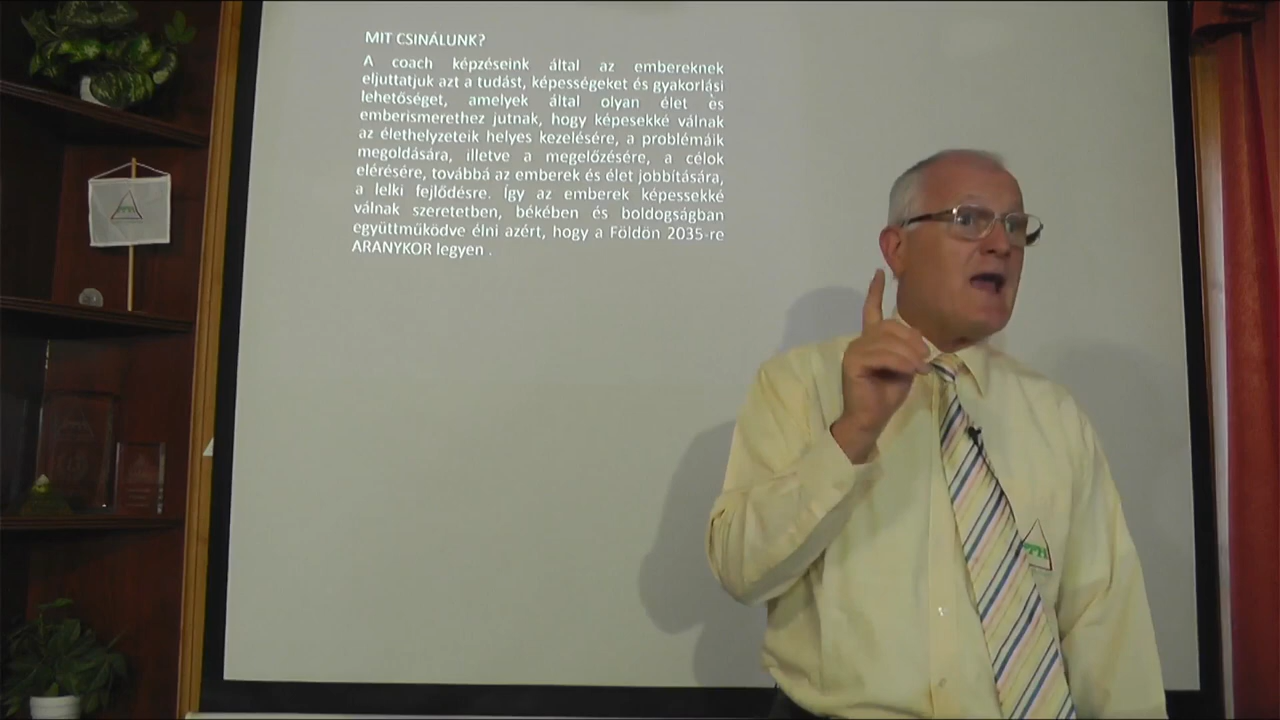 MIT CSINÁLUNK?
A coach képzéseink által az embereknek
eljuttatjuk azt a tudást, képességeket és gyakorlási
lehetőséget, amelyek által olyan élet és
emberismerethez jutnak, hogy képesekké válnak
az élethelyzeteik helyes kezelésére, a problémáik
megoldására, illetve a megelőzésére, a célok
elérésére, továbbá az emberek és élet jobbítására,
a lelki fejlődésre. Így az emberek képessekké
válnak szeretetben, békében és boldogságban
együttműködve élni azért, hogy a Földön 2035-re
ARANYKOR legyen .